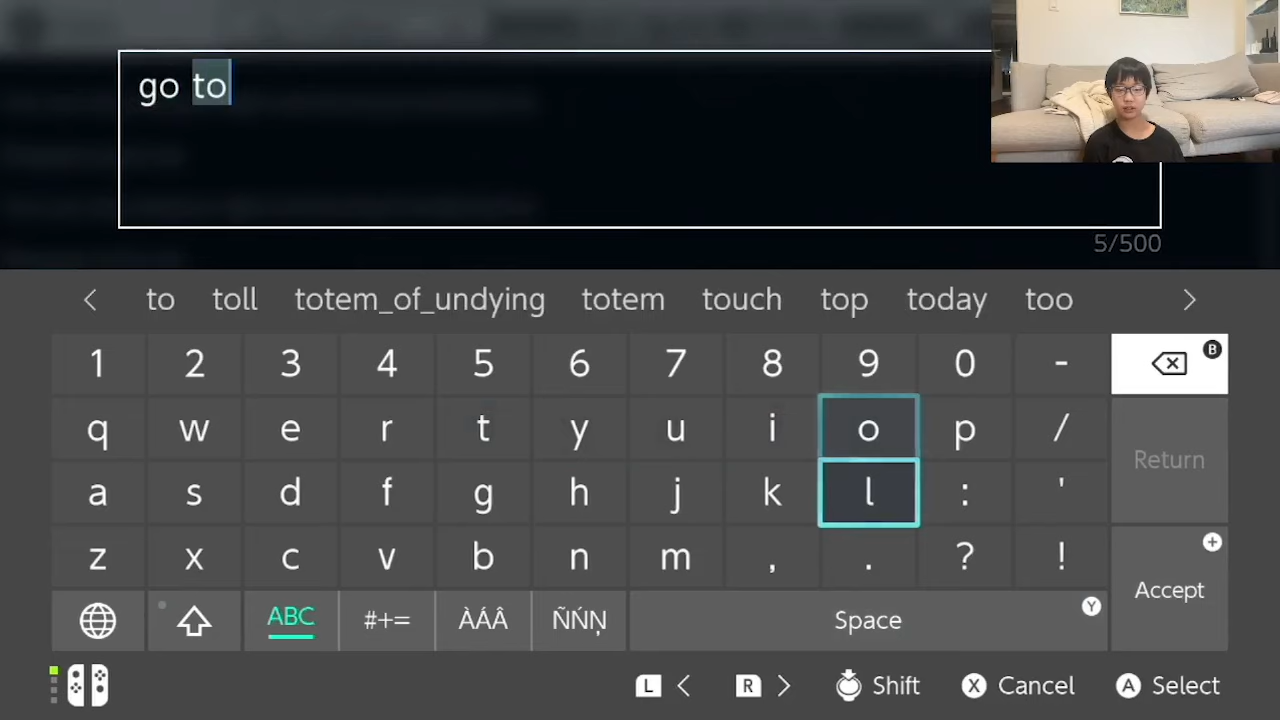 go to
5/500
to toll totem_of_undying totem touch top today too
1 2 3 4 5 6 7 8 9 0 - B
q w e r t y u i o p / Return
a s d f g h j k l : '
z x c v b n m , . ? ! + Accept
ABC #+= ÀÁÂ ÑŃŅ Space Y
L R Shift X Cancel A Select